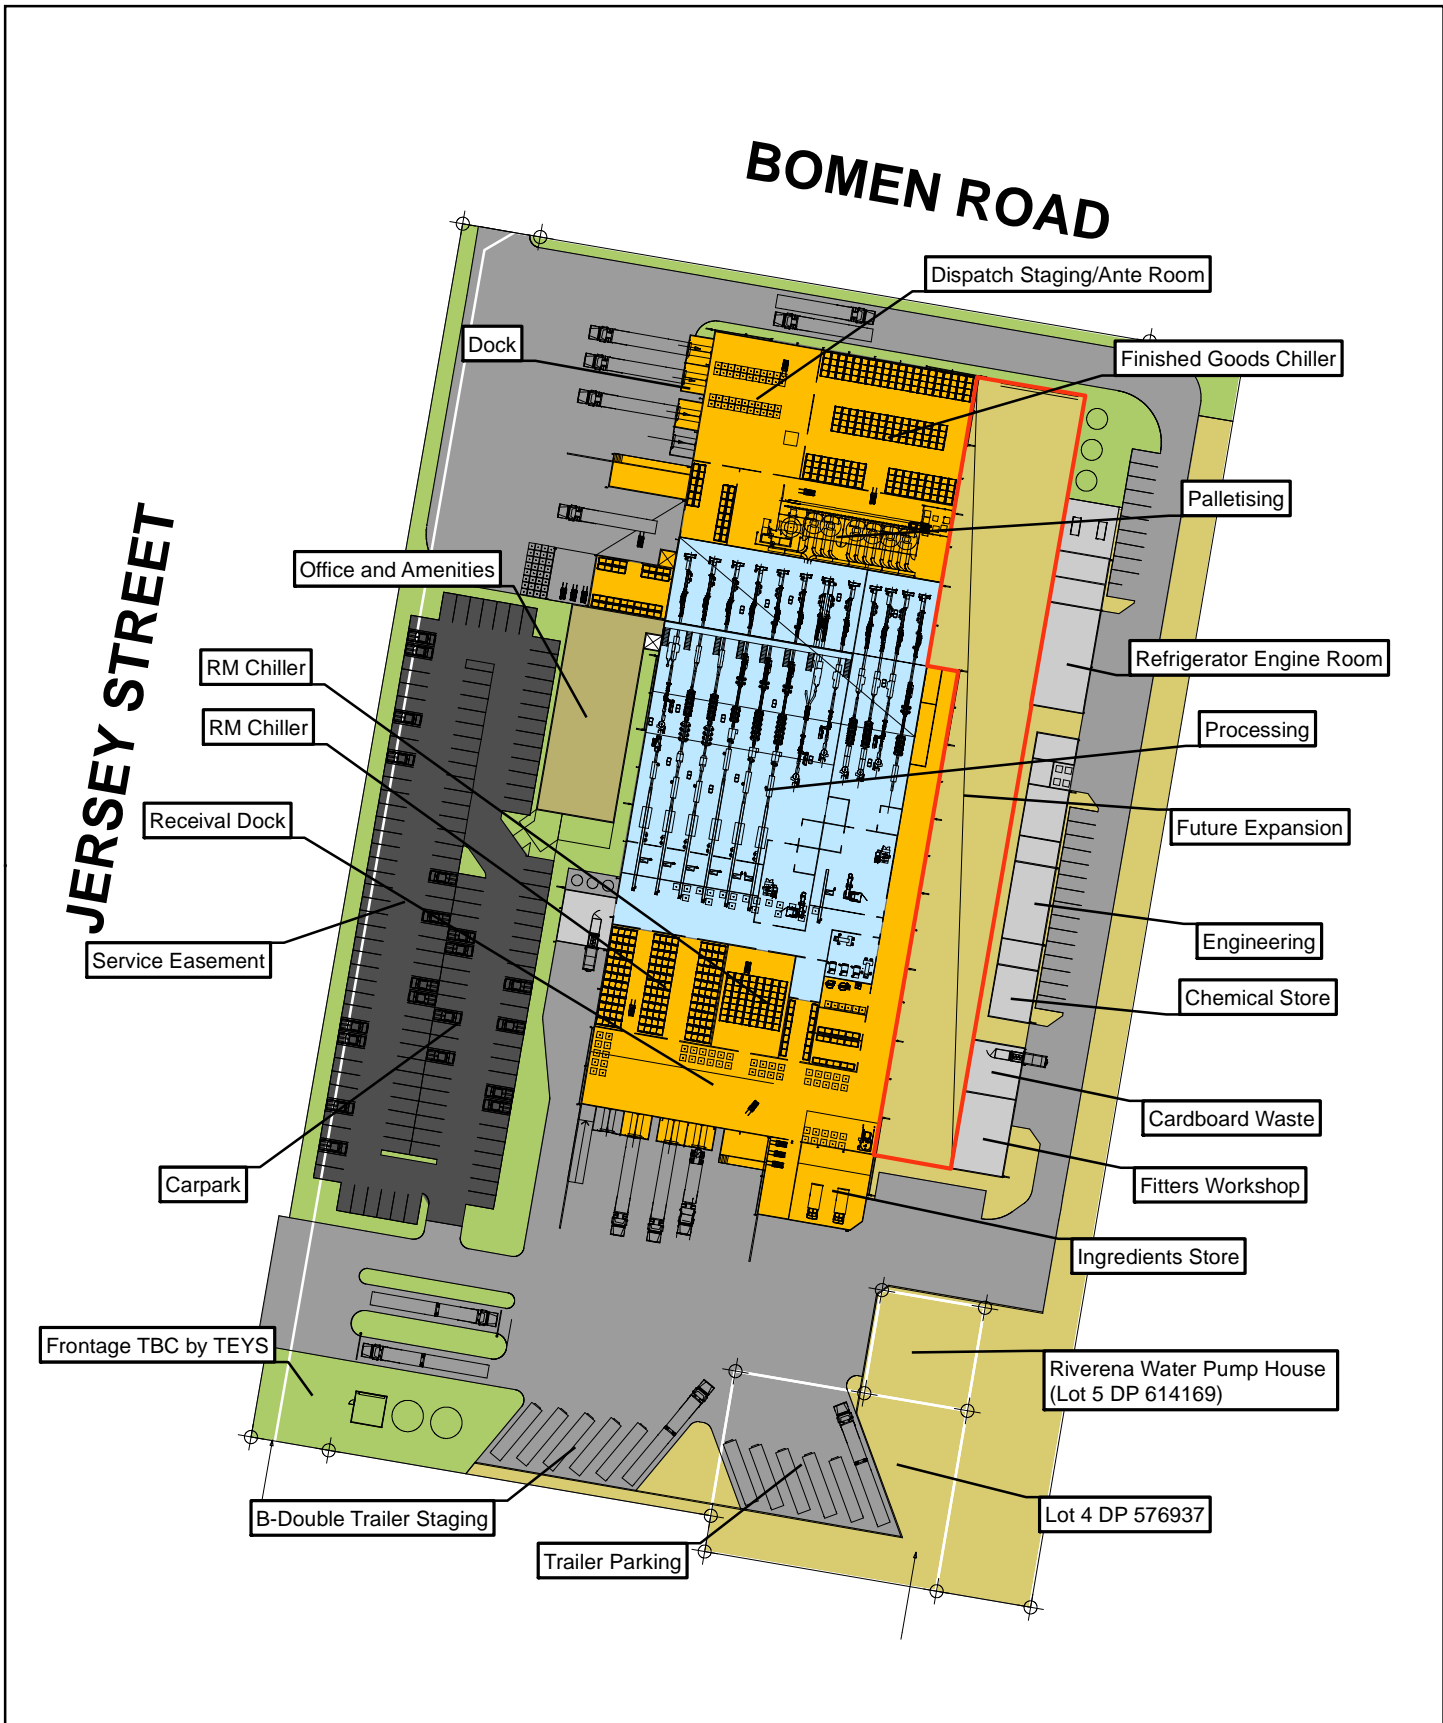 BOMEN ROAD
Dispatch Staging/Ante Room
Dock
Finished Goods Chiller
Palletising
JERSEY STREET
Office and Amenities
RM Chiller
Refrigerator Engine Room
RM Chiller
Processing
Receival Dock
Future Expansion
Service Easement
Engineering
Chemical Store
Cardboard Waste
Carpark
Fitters Workshop
Ingredients Store
Frontage TBC by TEYS
Riverena Water Pump House
(Lot 5 DP 614169)
B-Double Trailer Staging
Lot 4 DP 576937
Trailer Parking